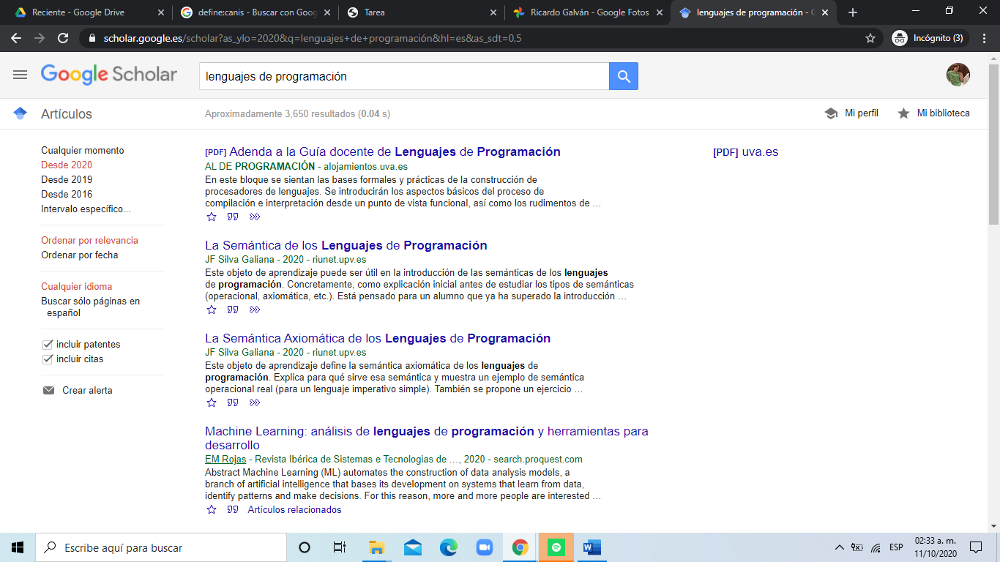 Reciente - Google Drive
define:canis - Buscar con Goog
Tarea
Ricardo Galván - Google Fotos
lenguajes de programación - G
scholar.google.es/scholar?as_ylo=2020&q=lenguajes+de+programación&hl=es&as_sdt=0,5
Incógnito (3)
Google Scholar
lenguajes de programación
Artículos
Aproximadamente 3,650 resultados (0.04 s)
Mi perfil
Mi biblioteca
Cualquier momento
Desde 2020
Desde 2019
Desde 2016
Intervalo específico...
Ordenar por relevancia
Ordenar por fecha
Cualquier idioma
Buscar sólo páginas en
español
incluir patentes
incluir citas
Crear alerta
[PDF] Adenda a la Guía docente de Lenguajes de Programación
AL DE PROGRAMACIÓN - alojamientos.uva.es
En este bloque se sientan las bases formales y prácticas de la construcción de
procesadores de lenguajes. Se introducirán los aspectos básicos del proceso de
compilación e interpretación desde un punto de vista funcional, así como los rudimentos de …
[PDF] uva.es
La Semántica de los Lenguajes de Programación
JF Silva Galiana - 2020 - riunet.upv.es
Este objeto de aprendizaje puede ser útil en la introducción de las semánticas de los lenguajes
de programación. Concretamente, como explicación inicial antes de estudiar los tipos de semánticas
(operacional, axiomática, etc.). Está pensado para un alumno que ya ha superado la introducción …
La Semántica Axiomática de los Lenguajes de Programación
JF Silva Galiana - 2020 - riunet.upv.es
Este objeto de aprendizaje define la semántica axiomática de los lenguajes de
programación. Explica para qué sirve esa semántica y muestra un ejemplo de semántica
operacional real (para un lenguaje imperativo simple). También se propone un ejercicio …
Machine Learning: análisis de lenguajes de programación y herramientas para
desarrollo
EM Rojas - Revista Ibérica de Sistemas e Tecnologias de …, 2020 - search.proquest.com
Abstract Machine Learning (ML) automates the construction of data analysis models, a
branch of artificial intelligence that bases its development on systems that learn from data,
identify patterns and make decisions. For this reason, more and more people are interested …
Artículos relacionados
Escribe aquí para buscar
ESP
02:33 a. m.
11/10/2020